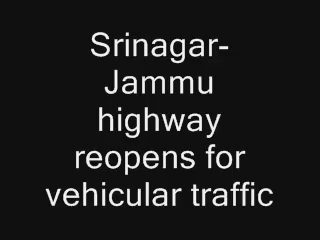 Srinagar-
Jammu
highway
reopens for
vehicular traffic